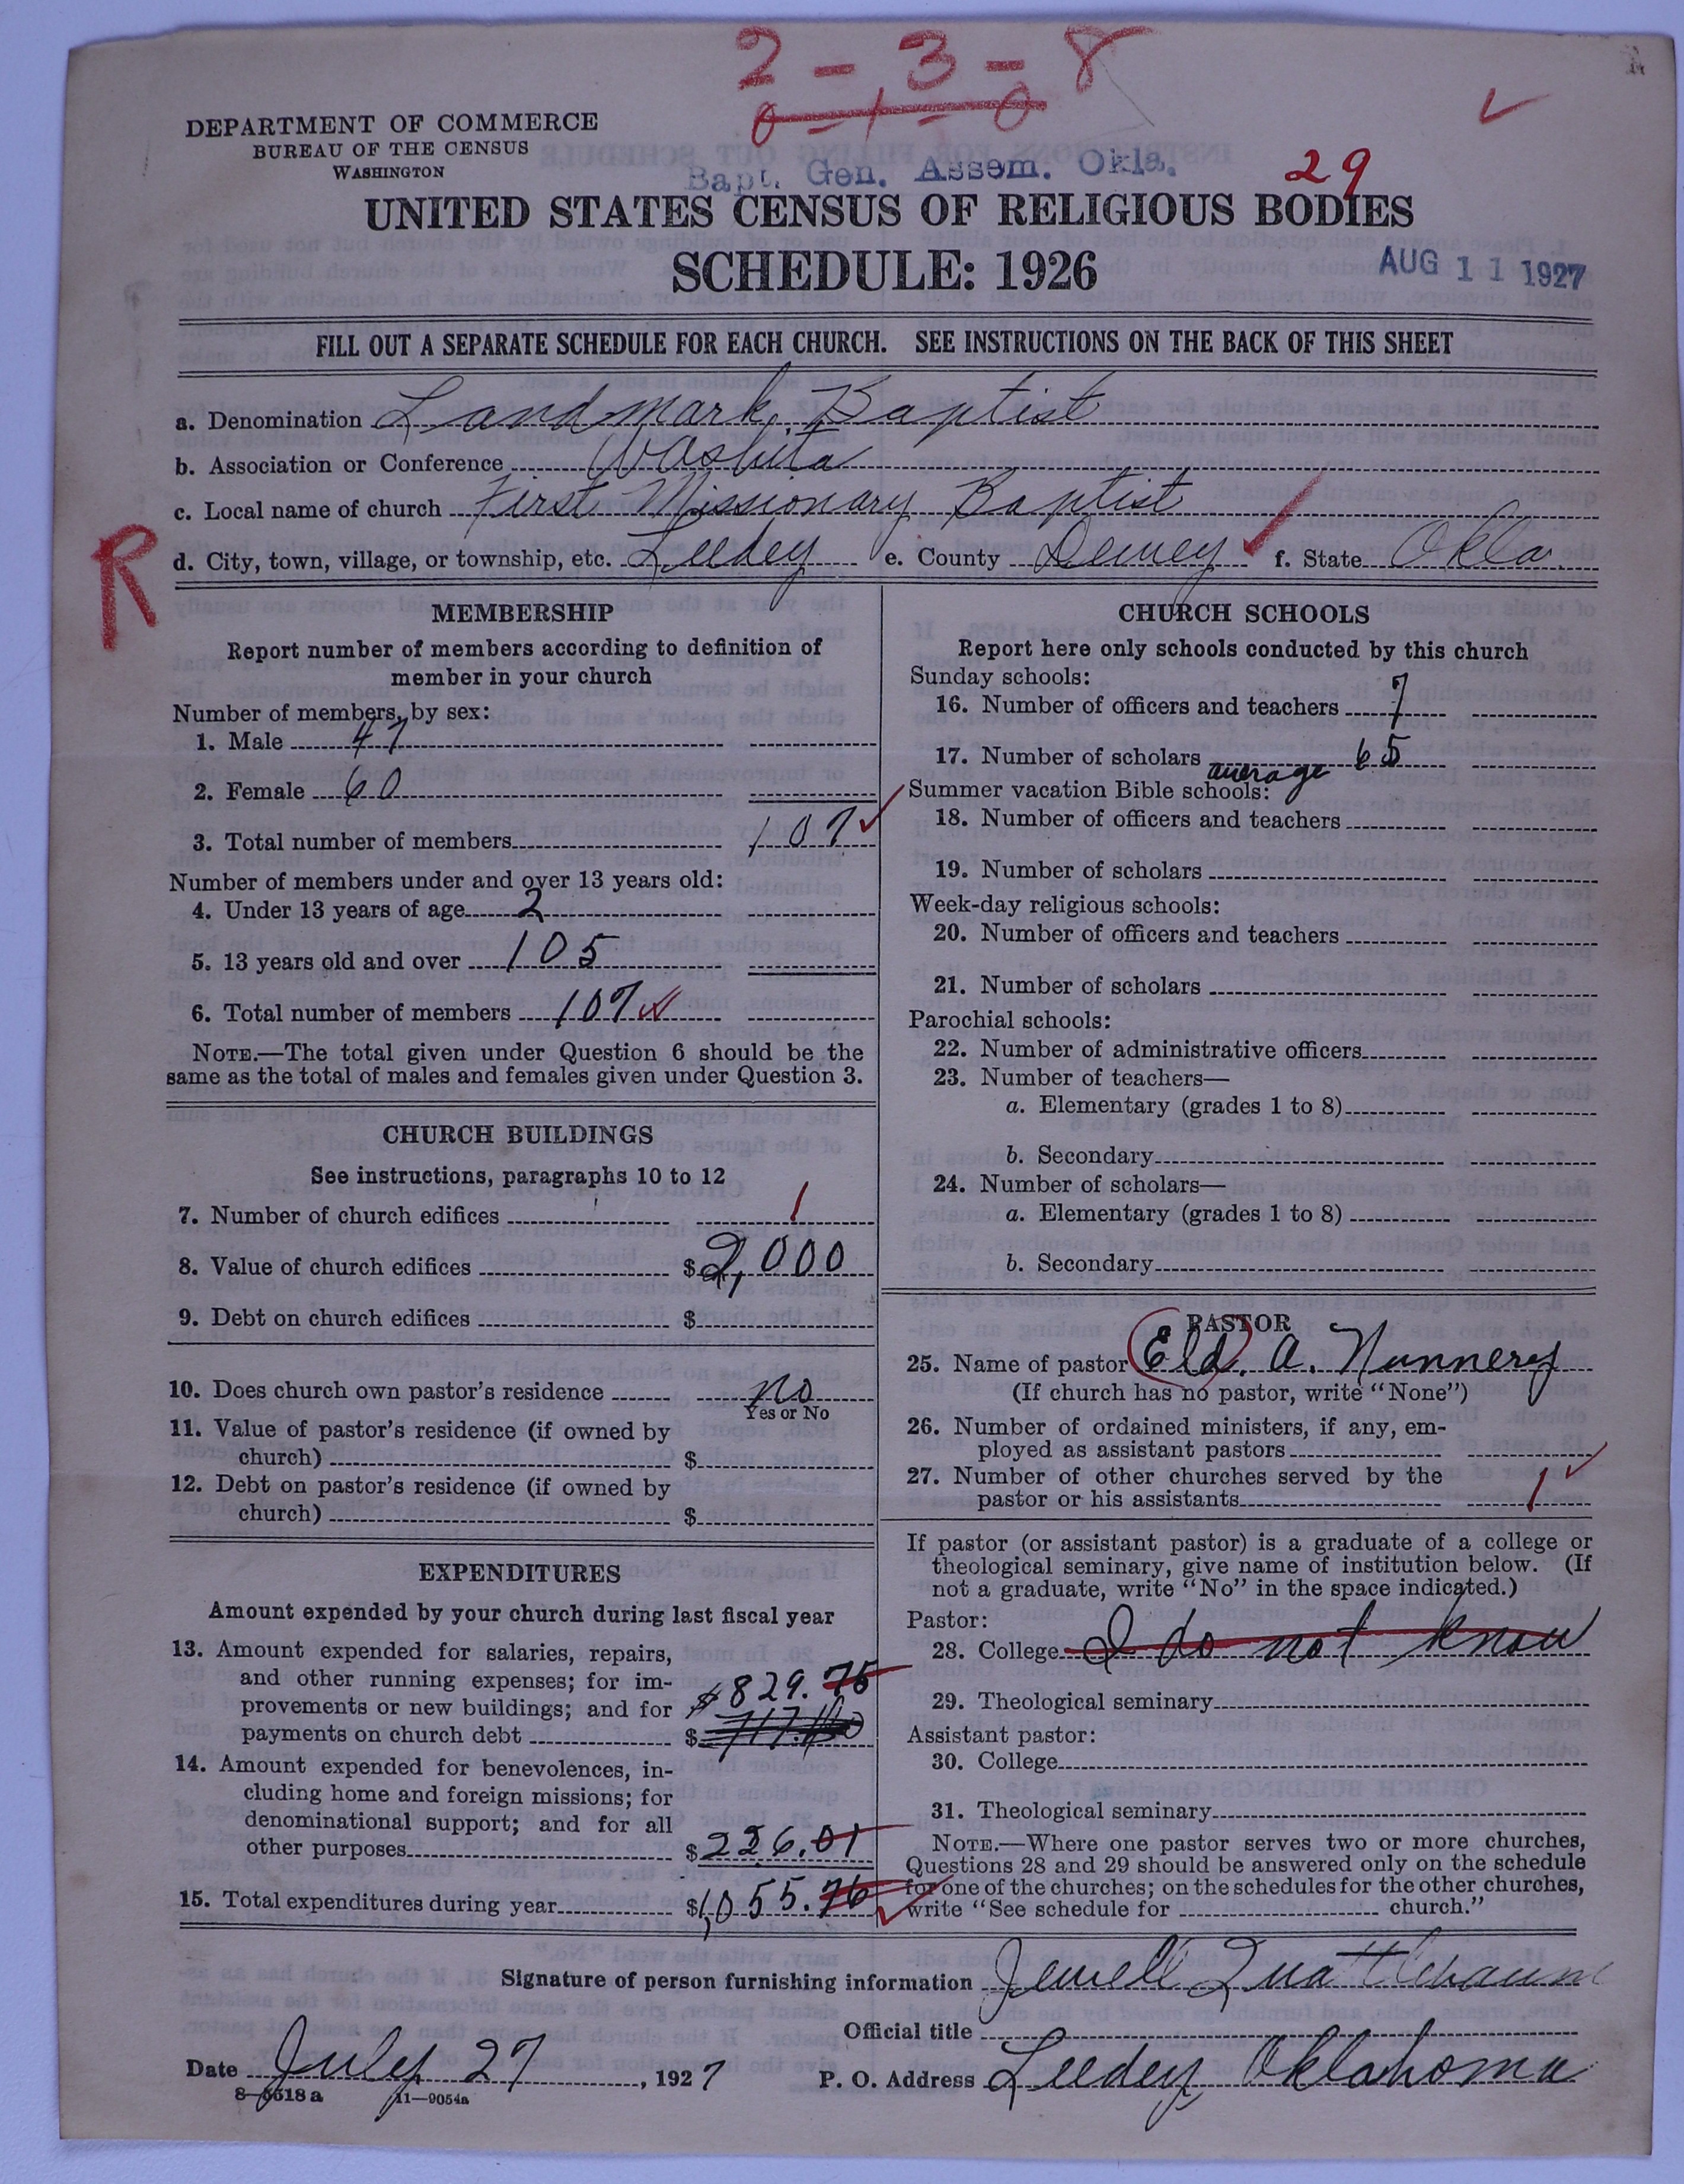 2 - 3 - 8
0 - 1 - 0
DEPARTMENT OF COMMERCE
BUREAU OF THE CENSUS
WASHINGTON
Bapt. Gen. Assem. Okla.
29
UNITED STATES CENSUS OF RELIGIOUS BODIES
SCHEDULE: 1926
AUG 11 1927
FILL OUT A SEPARATE SCHEDULE FOR EACH CHURCH. SEE INSTRUCTIONS ON THE BACK OF THIS SHEET
a. Denomination Landmark Baptist
b. Association or Conference Washita
c. Local name of church First Missionary Baptist
R
d. City, town, village, or township, etc. Leedey e. County Dewey f. State Okla.
MEMBERSHIP
Report number of members according to definition of
member in your church
Number of members, by sex:
1. Male 47
2. Female 60
3. Total number of members 107
Number of members under and over 13 years old:
4. Under 13 years of age 2
5. 13 years old and over 105
6. Total number of members 107
NOTE.—The total given under Question 6 should be the
same as the total of males and females given under Question 3.
CHURCH BUILDINGS
See instructions, paragraphs 10 to 12
7. Number of church edifices 1
8. Value of church edifices $2,000
9. Debt on church edifices $
10. Does church own pastor's residence no
Yes or No
11. Value of pastor's residence (if owned by
church) $
12. Debt on pastor's residence (if owned by
church) $
EXPENDITURES
Amount expended by your church during last fiscal year
13. Amount expended for salaries, repairs,
and other running expenses; for im-
provements or new buildings; and for $829.75
payments on church debt $
14. Amount expended for benevolences, in-
cluding home and foreign missions; for
denominational support; and for all
other purposes $226.01
15. Total expenditures during year $1,055.76
CHURCH SCHOOLS
Report here only schools conducted by this church
Sunday schools:
16. Number of officers and teachers 7
17. Number of scholars average 65
Summer vacation Bible schools:
18. Number of officers and teachers
19. Number of scholars
Week-day religious schools:
20. Number of officers and teachers
21. Number of scholars
Parochial schools:
22. Number of administrative officers
23. Number of teachers—
a. Elementary (grades 1 to 8)
b. Secondary
24. Number of scholars—
a. Elementary (grades 1 to 8)
b. Secondary
PASTOR
25. Name of pastor Eld. A. Nunnery
(If church has no pastor, write "None")
26. Number of ordained ministers, if any, em-
ployed as assistant pastors
27. Number of other churches served by the
pastor or his assistants 1
If pastor (or assistant pastor) is a graduate of a college or
theological seminary, give name of institution below. (If
not a graduate, write "No" in the space indicated.)
Pastor:
28. College I do not know
29. Theological seminary
Assistant pastor:
30. College
31. Theological seminary
NOTE.—Where one pastor serves two or more churches,
Questions 28 and 29 should be answered only on the schedule
for one of the churches; on the schedules for the other churches,
write "See schedule for church."
Signature of person furnishing information Jewell Quattlebaum
Official title
Date July 27, 1927
P. O. Address Leedey, Oklahoma
8—5518a 11—9054a